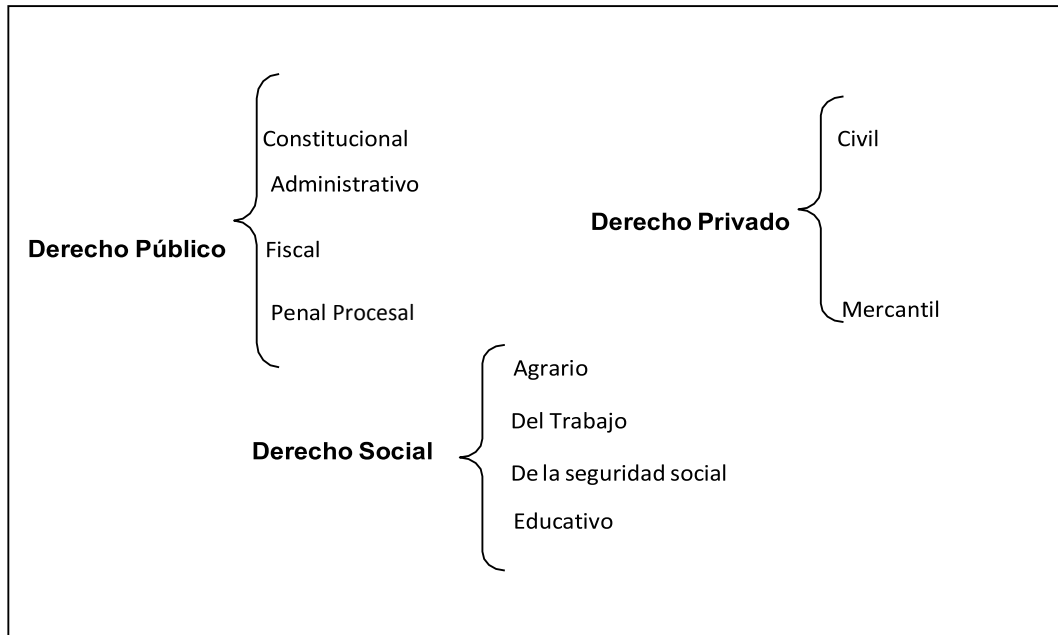 Derecho Público
Constitucional
Administrativo
Fiscal
Penal Procesal
Derecho Privado
Civil
Mercantil
Derecho Social
Agrario
Del Trabajo
De la seguridad social
Educativo